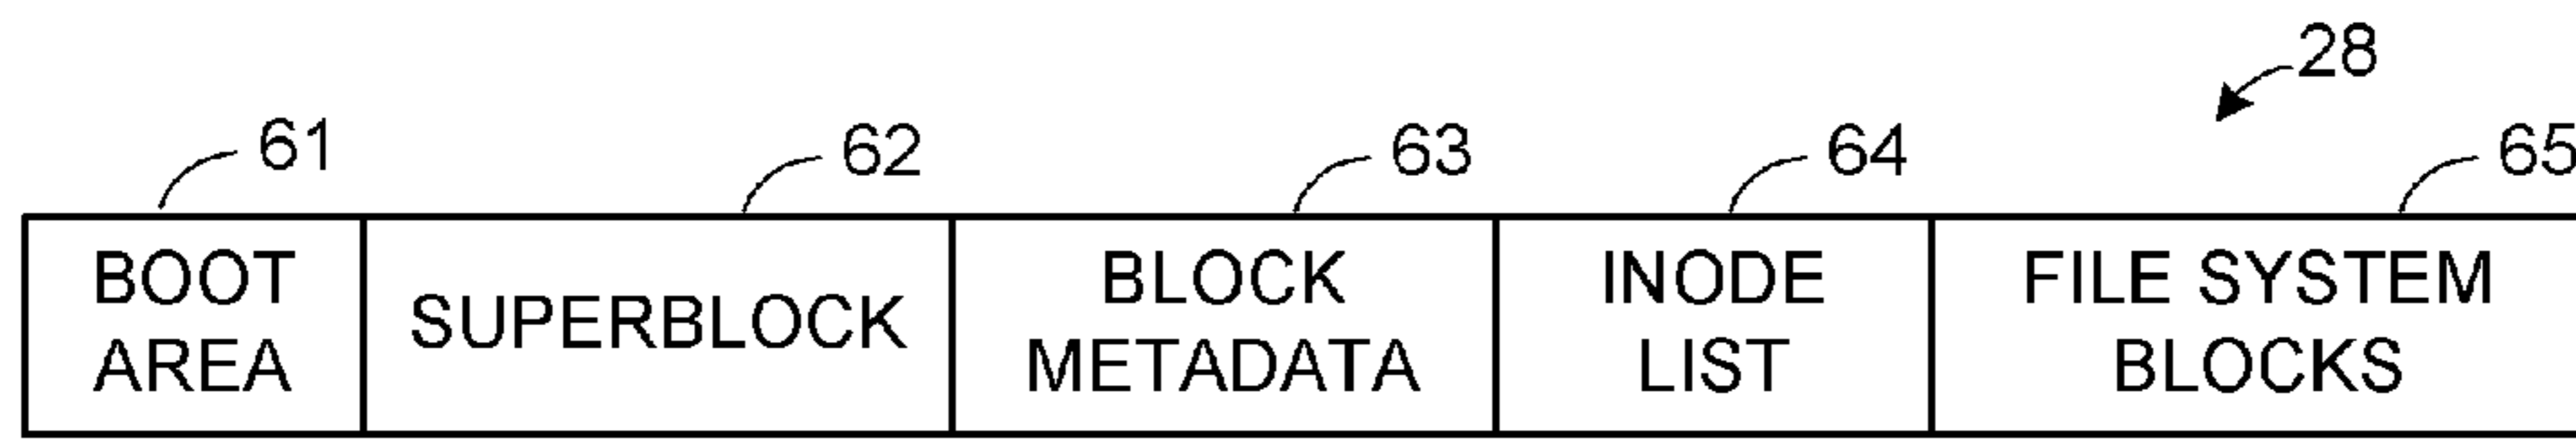 28
61
62
63
64
65
BOOT
AREA
SUPERBLOCK
BLOCK
METADATA
INODE
LIST
FILE SYSTEM
BLOCKS